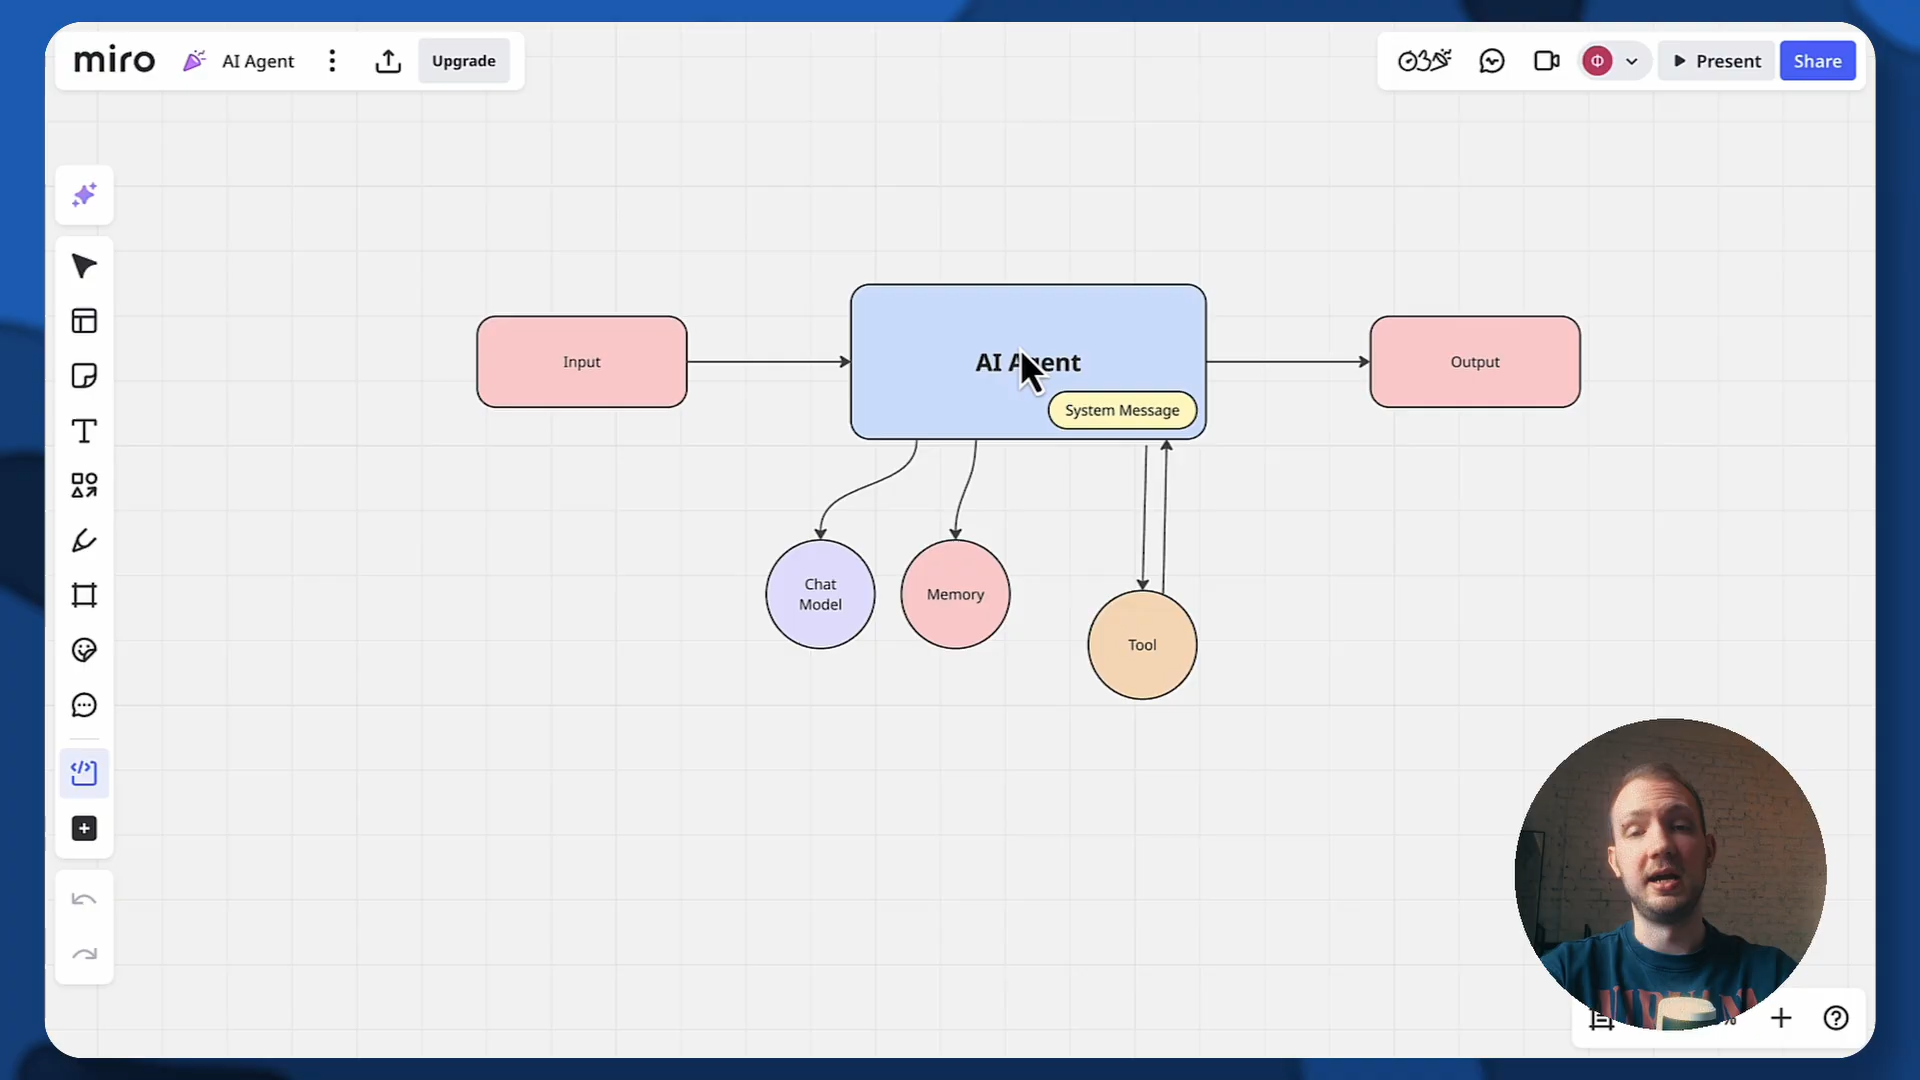 miro
AI Agent
Upgrade
Present
Share
Input
AI Agent
System Message
Output
Chat
Model
Memory
Tool